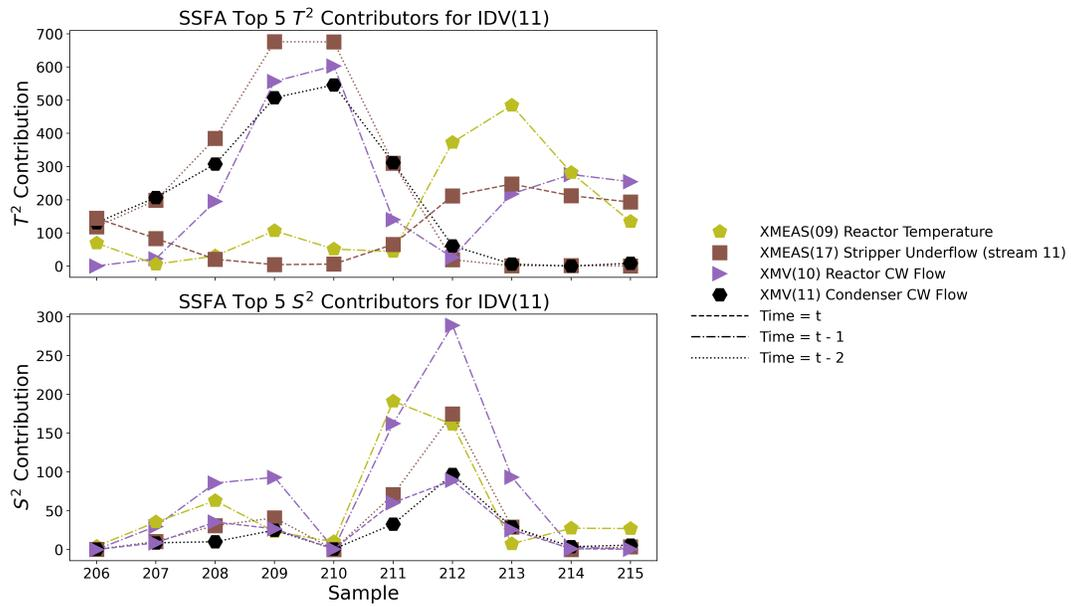 SSFA Top 5 T² Contributors for IDV(11)
700
600
500
400
300
200
100
0
T² Contribution
SSFA Top 5 S² Contributors for IDV(11)
300
250
200
150
100
50
0
S² Contribution
206 207 208 209 210 211 212 213 214 215
Sample
XMEAS(09) Reactor Temperature
XMEAS(17) Stripper Underflow (stream 11)
XMV(10) Reactor CW Flow
XMV(11) Condenser CW Flow
Time = t
Time = t - 1
Time = t - 2